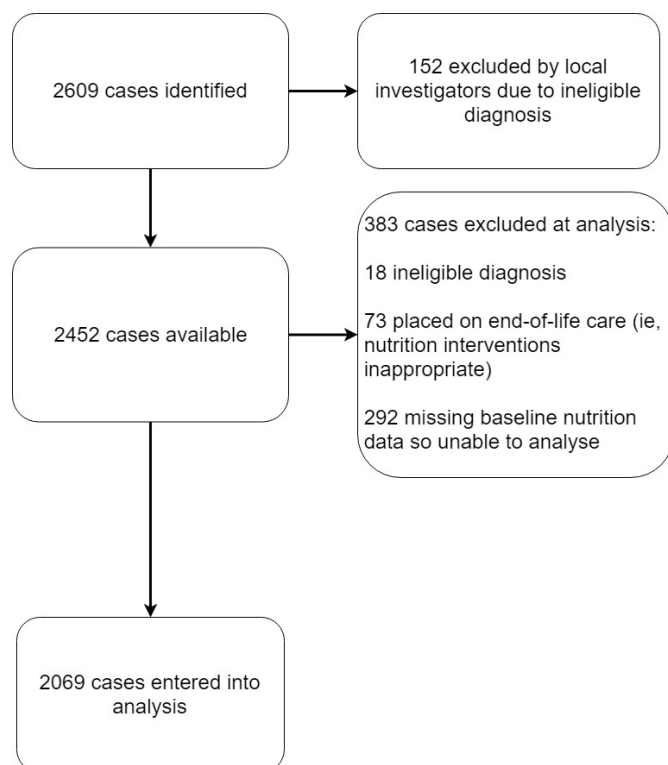 2609 cases identified
152 excluded by local
investigators due to ineligible
diagnosis
2452 cases available
383 cases excluded at analysis:
18 ineligible diagnosis
73 placed on end-of-life care (ie,
nutrition interventions
inappropriate)
292 missing baseline nutrition
data so unable to analyse
2069 cases entered into
analysis